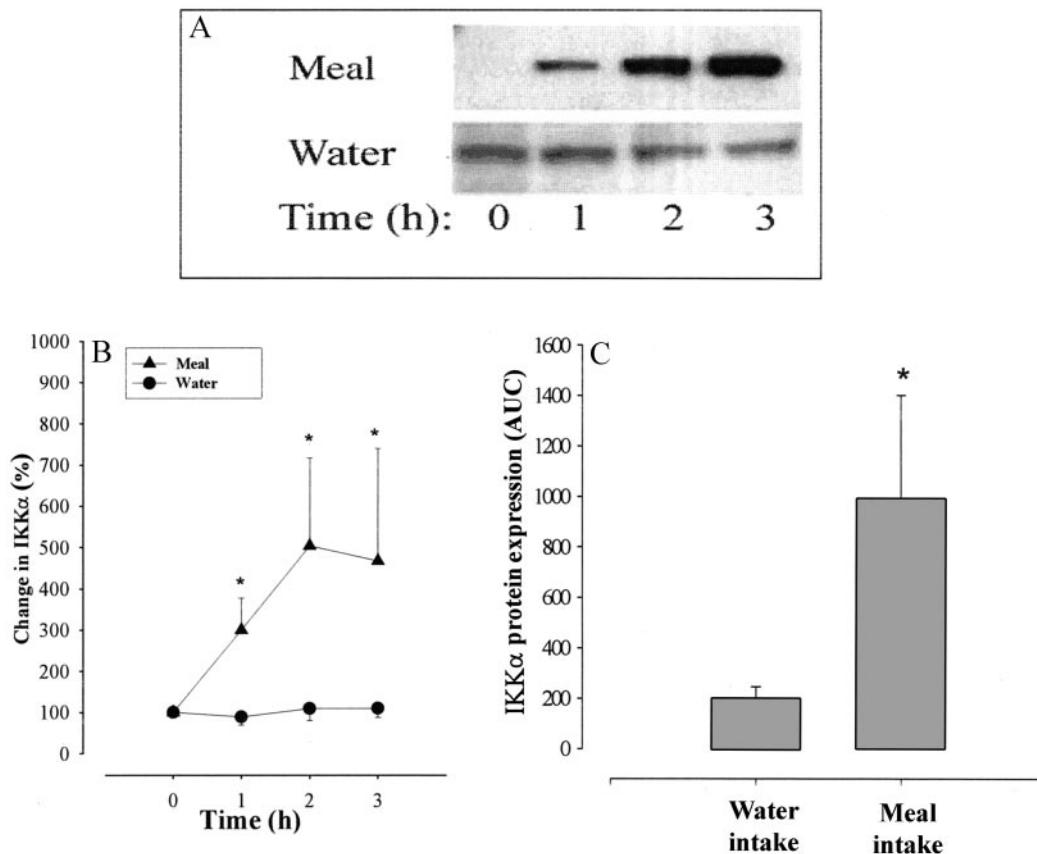 A
Meal
Water
Time (h): 0 1 2 3
B
1000
900
800
700
600
500
400
300
200
100
0
Change in IKKα (%)
Meal
Water
*
*
*
0 1 2 3
Time (h)
C
1600
1400
1200
1000
800
600
400
200
0
IKKα protein expression (AUC)
*
Water
intake
Meal
intake